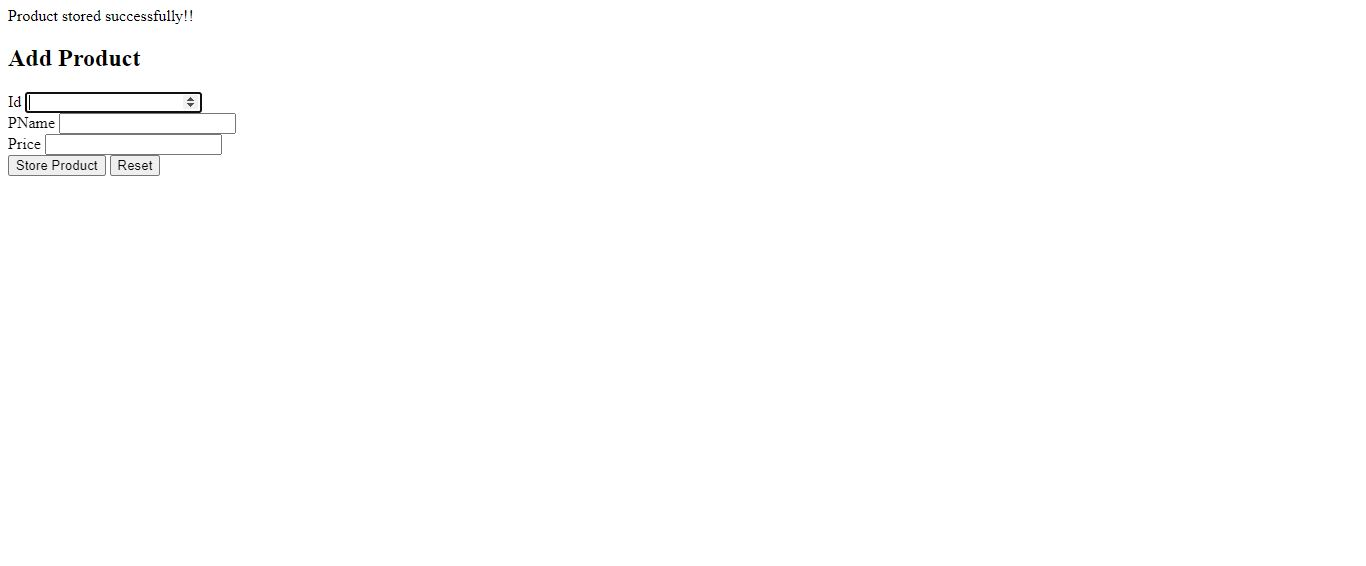 Product stored successfully!!
Add Product
Id
PName
Price
Store Product Reset